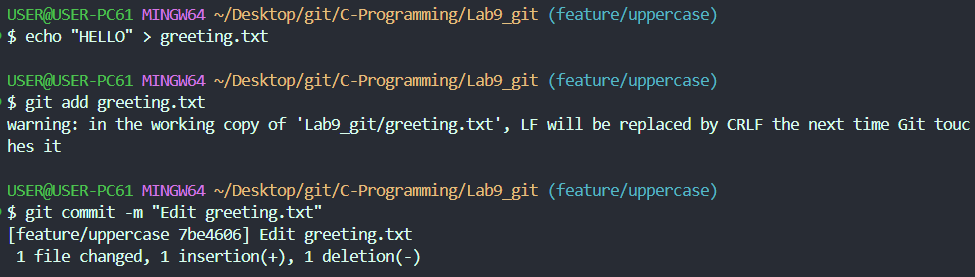 USER@USER-PC61 MINGW64 ~/Desktop/git/C-Programming/Lab9_git (feature/uppercase)
$ echo "HELLO" > greeting.txt
USER@USER-PC61 MINGW64 ~/Desktop/git/C-Programming/Lab9_git (feature/uppercase)
$ git add greeting.txt
warning: in the working copy of 'Lab9_git/greeting.txt', LF will be replaced by CRLF the next time Git touc
hes it
USER@USER-PC61 MINGW64 ~/Desktop/git/C-Programming/Lab9_git (feature/uppercase)
$ git commit -m "Edit greeting.txt"
[feature/uppercase 7be4606] Edit greeting.txt
 1 file changed, 1 insertion(+), 1 deletion(-)